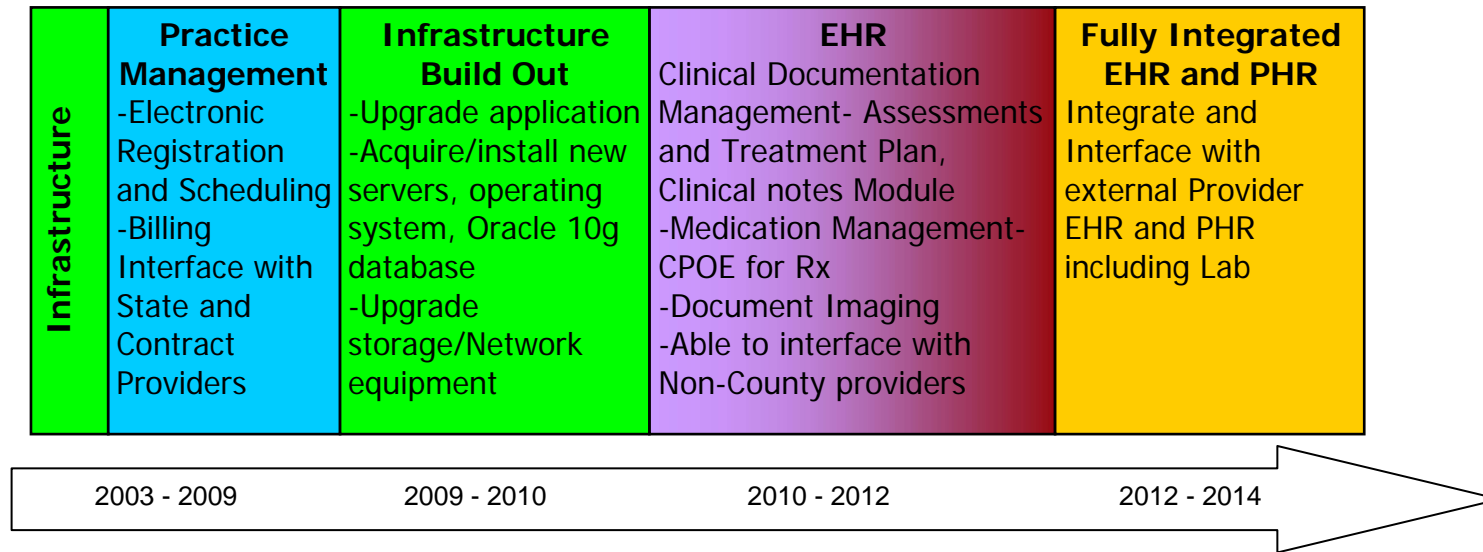 Infrastructure
Practice
Management
-Electronic
Registration
and Scheduling
-Billing
Interface with
State and
Contract
Providers
Infrastructure
Build Out
-Upgrade application
-Acquire/install new
servers, operating
system, Oracle 10g
database
-Upgrade
storage/Network
equipment
EHR
Clinical Documentation
Management- Assessments
and Treatment Plan,
Clinical notes Module
-Medication Management-
CPOE for Rx
-Document Imaging
-Able to interface with
Non-County providers
Fully Integrated
EHR and PHR
Integrate and
Interface with
external Provider
EHR and PHR
including Lab
2003 - 2009
2009 - 2010
2010 - 2012
2012 - 2014